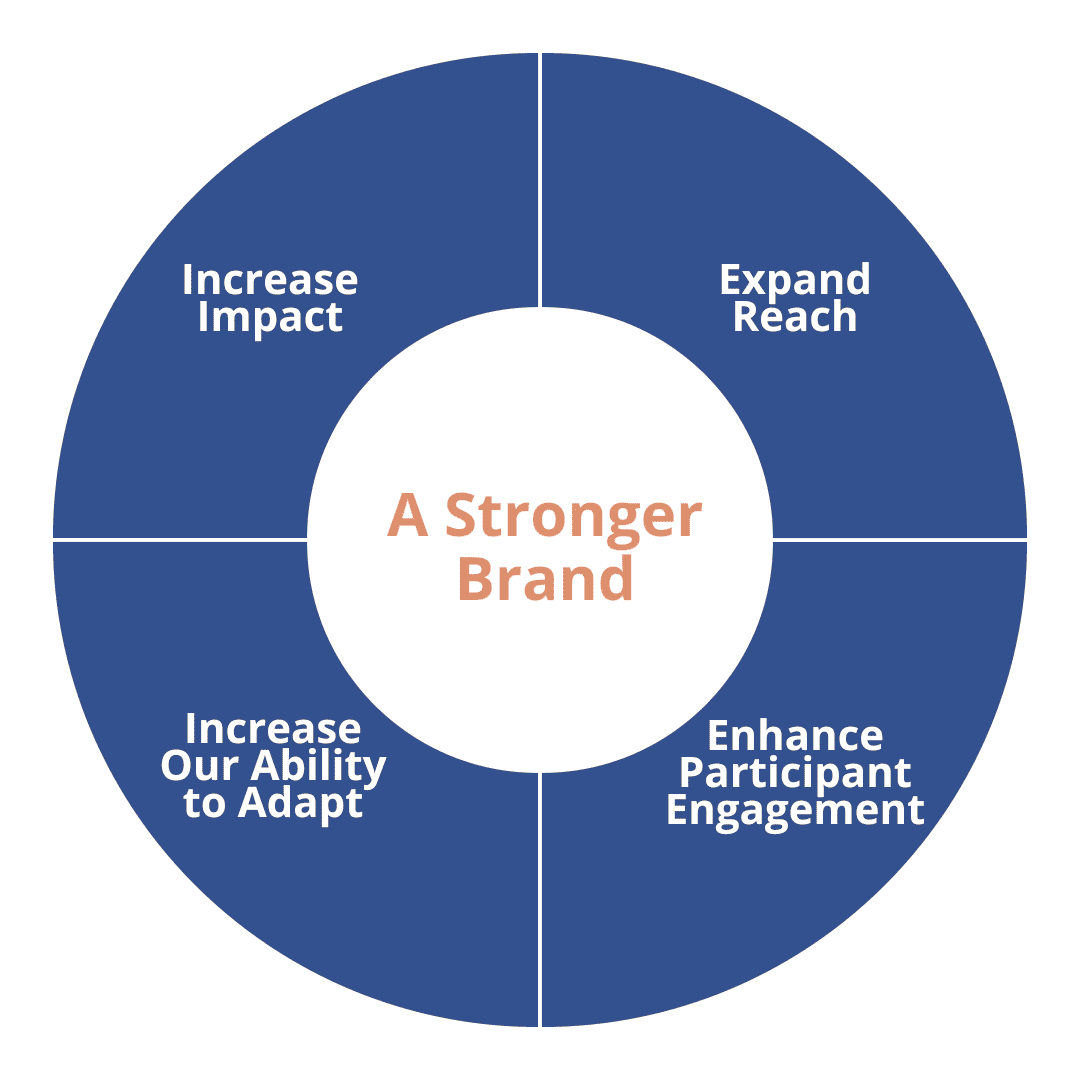 Increase
Impact
Expand
Reach
A Stronger
Brand
Increase
Our Ability
to Adapt
Enhance
Participant
Engagement